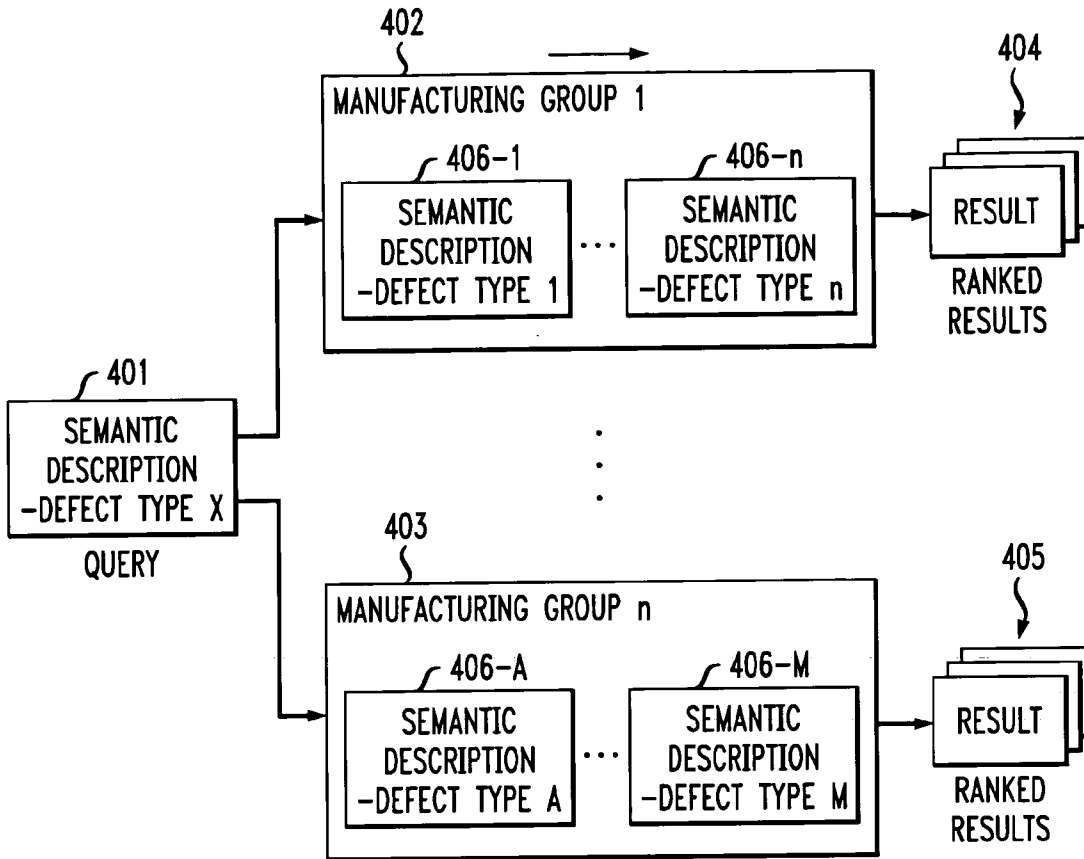 402
404
MANUFACTURING GROUP 1
406-1
406-n
SEMANTIC
DESCRIPTION
-DEFECT TYPE 1
...
SEMANTIC
DESCRIPTION
-DEFECT TYPE n
RESULT
RANKED
RESULTS
401
SEMANTIC
DESCRIPTION
-DEFECT TYPE X
QUERY
403
405
MANUFACTURING GROUP n
406-A
406-M
SEMANTIC
DESCRIPTION
-DEFECT TYPE A
...
SEMANTIC
DESCRIPTION
-DEFECT TYPE M
RESULT
RANKED
RESULTS